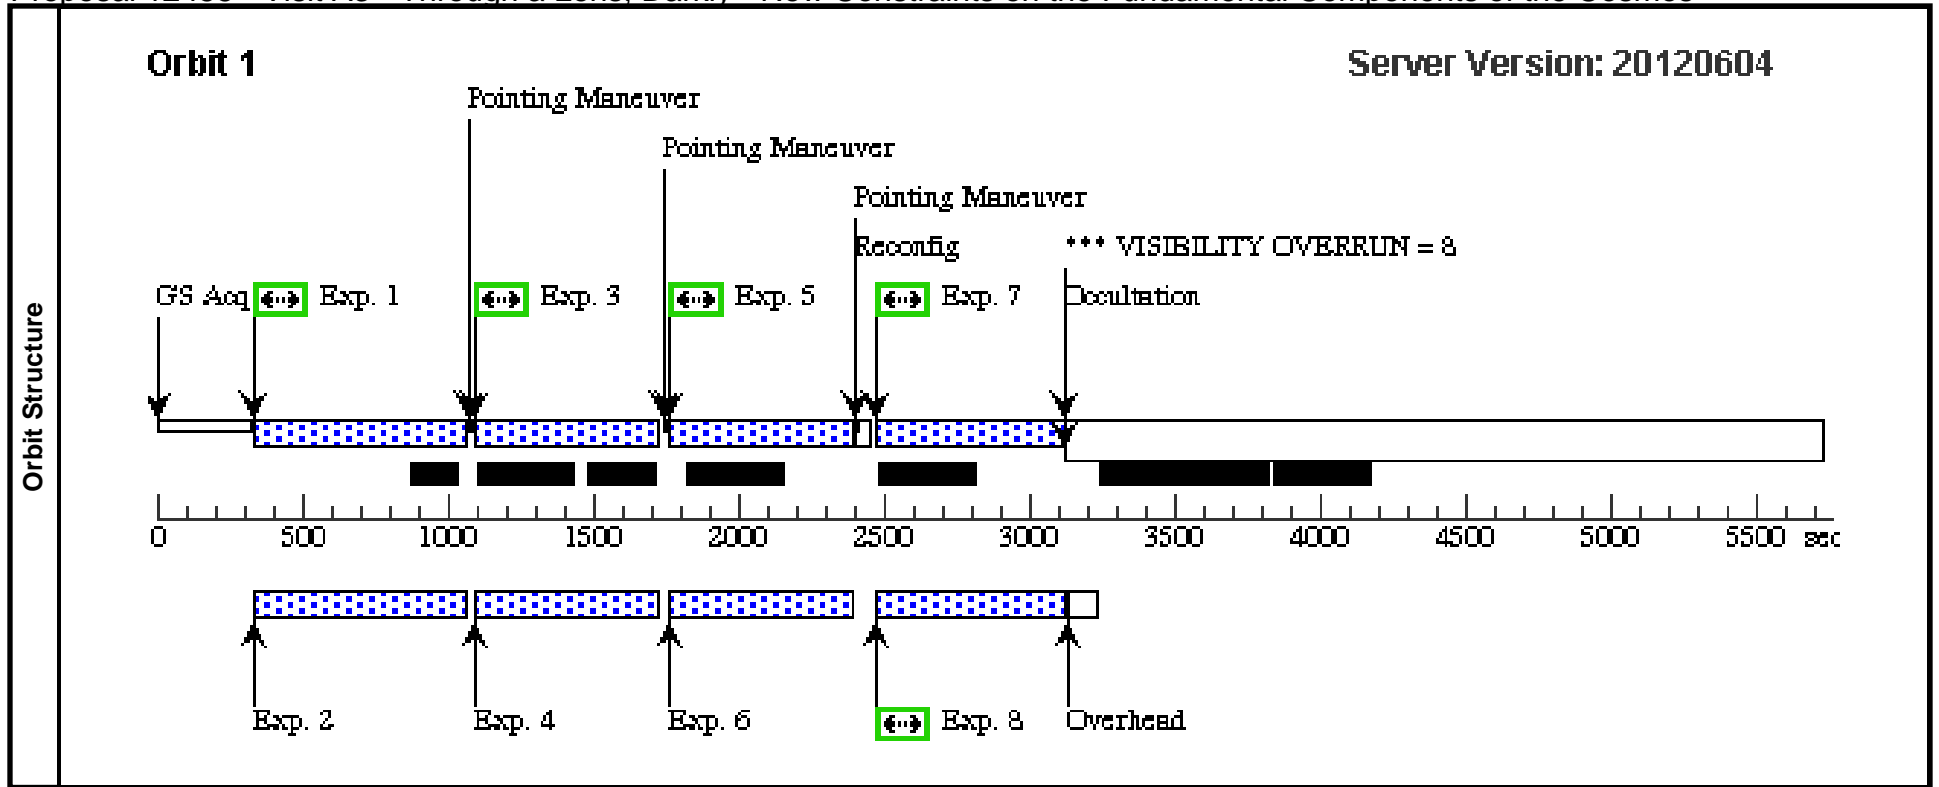 Orbit Structure
Orbit 1
Server Version: 20120604
Pointing Maneuver
Pointing Maneuver
Pointing Maneuver
Reconfig
*** VISIBILITY OVERRUN = 8
GS Acq
Exp. 1
Exp. 3
Exp. 5
Exp. 7
Occultation
0 500 1000 1500 2000 2500 3000 3500 4000 4500 5000 5500 sec
Exp. 2
Exp. 4
Exp. 6
Exp. 8
Overhead